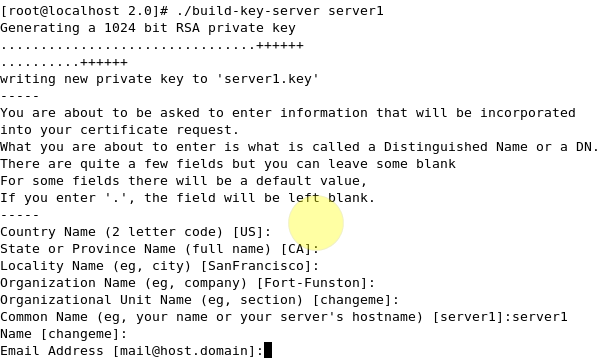 [root@localhost 2.0]# ./build-key-server server1
Generating a 1024 bit RSA private key
................................++++++
..........++++++
writing new private key to 'server1.key'
-----
You are about to be asked to enter information that will be incorporated
into your certificate request.
What you are about to enter is what is called a Distinguished Name or a DN.
There are quite a few fields but you can leave some blank
For some fields there will be a default value,
If you enter '.', the field will be left blank.
-----
Country Name (2 letter code) [US]:
State or Province Name (full name) [CA]:
Locality Name (eg, city) [SanFrancisco]:
Organization Name (eg, company) [Fort-Funston]:
Organizational Unit Name (eg, section) [changeme]:
Common Name (eg, your name or your server's hostname) [server1]:server1
Name [changeme]:
Email Address [mail@host.domain]: